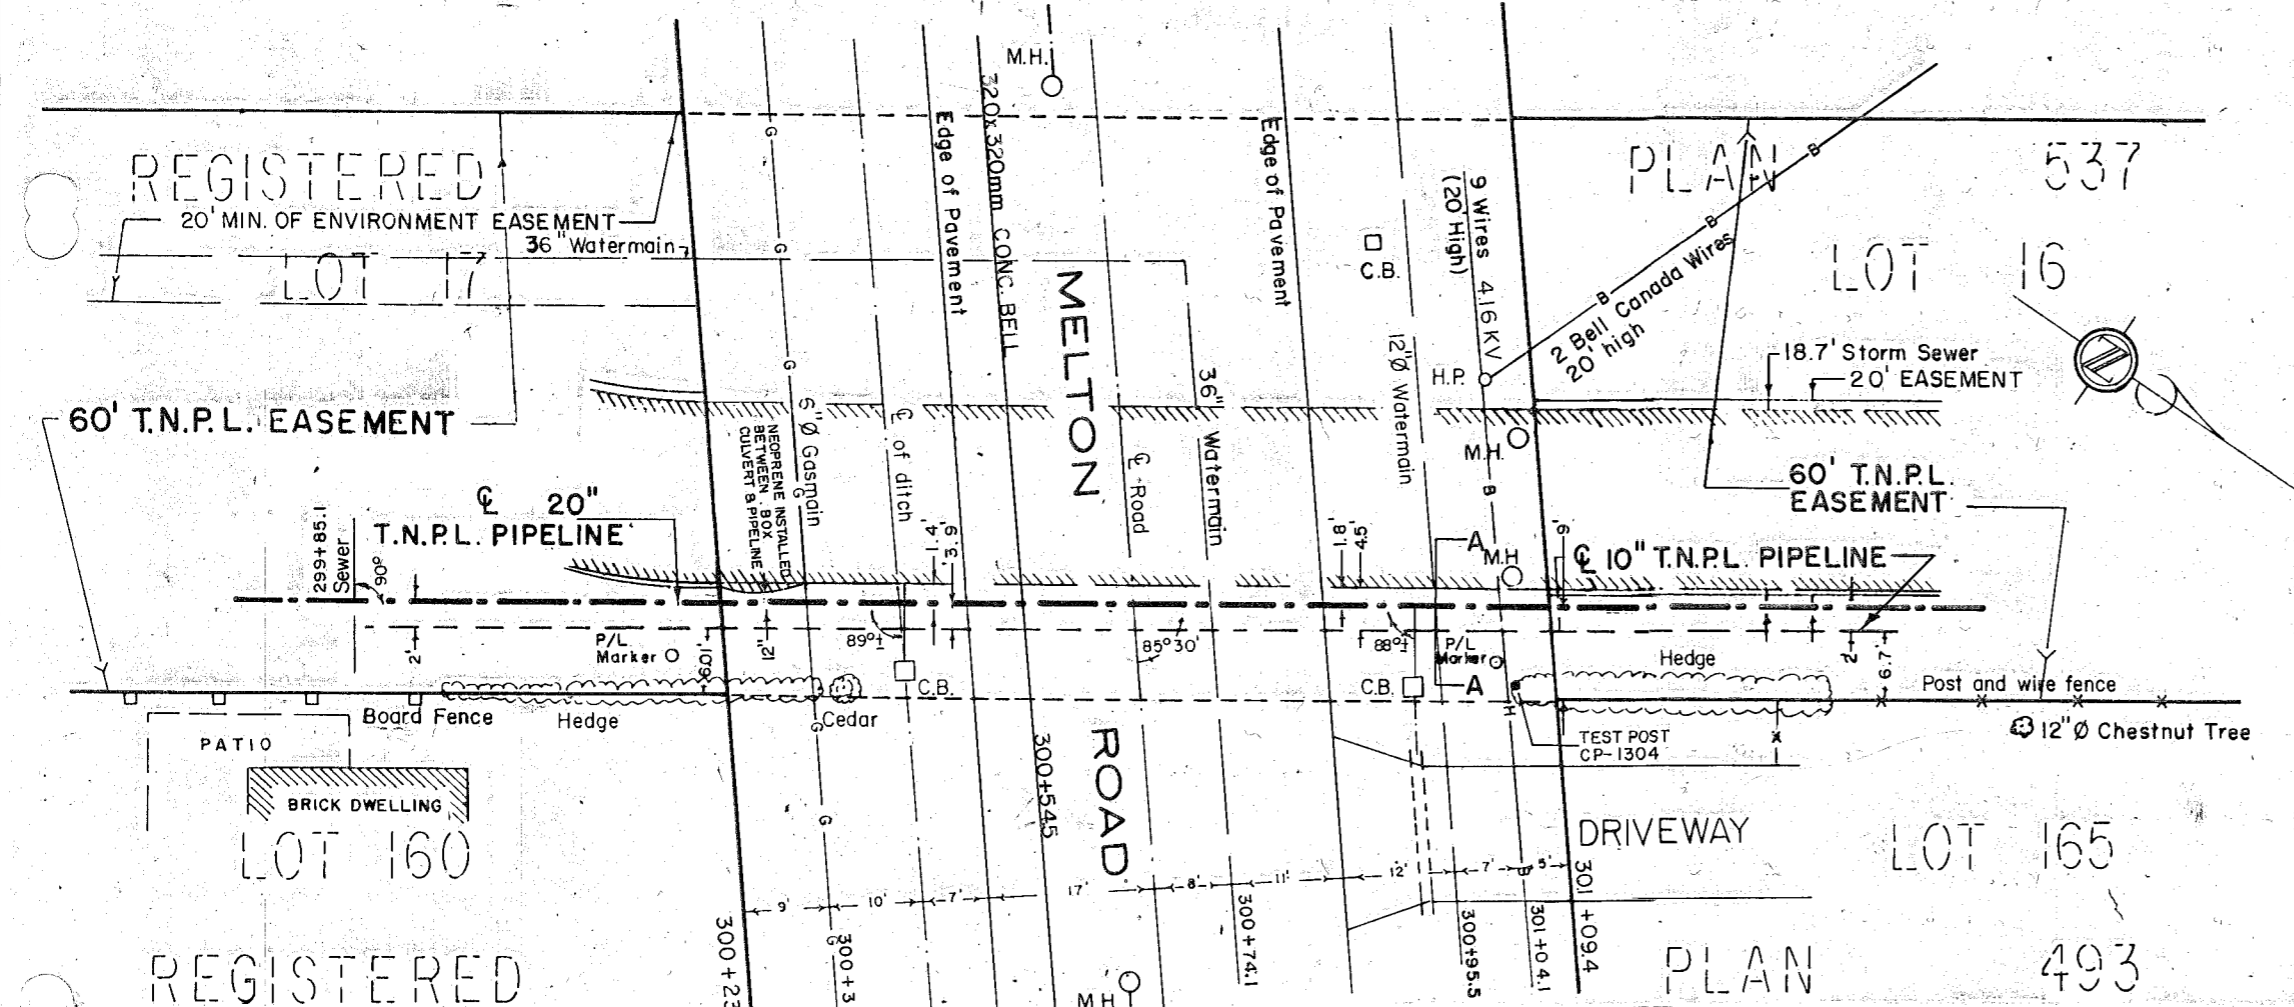 M.H.
320x320mm CONC. BELL
Edge of Pavement
Edge of Pavement
REGISTERED
PLAN
537
20' MIN. OF ENVIRONMENT EASEMENT
36" Watermain
LOT 17
LOT 16
C.B.
9 Wires 4.16 KV
(20' High)
2 Bell Canada Wires
20' high
MELTON
12"Ø Watermain
H.P.
18.7' Storm Sewer
20' EASEMENT
60' T.N.P.L. EASEMENT
6"Ø Gasmain
NEOPRENE INSTALLED
BETWEEN BOX
CULVERT & PIPELINE
℄ of ditch
℄ Road
36" Watermain
M.H.
60' T.N.P.L.
EASEMENT
℄ 20"
T.N.P.L. PIPELINE
299+85.1
Sewer
90°
1.4'
3.9'
1.8'
4.5'
A
M.H
6'
℄ 10" T.N.P.L. PIPELINE
2'
P/L
Marker
10.9'
12"
89°±
85°30'
88°±
P/L
Marker
Hedge
2'
6.7'
C.B.
C.B.
A
Post and wire fence
Board Fence
Hedge
Cedar
12"Ø Chestnut Tree
PATIO
TEST POST
CP-1304
BRICK DWELLING
300+54.5
ROAD
LOT 160
DRIVEWAY
LOT 165
9'
10'
7'
17'
8'
11'
12'
7'
5'
300+23
300+3
300+74.1
300+95.5
301+04.1
301+09.4
REGISTERED
M.H
PLAN
493
G
G
G
G
G
G
G
B
B
B
B
B
H
B